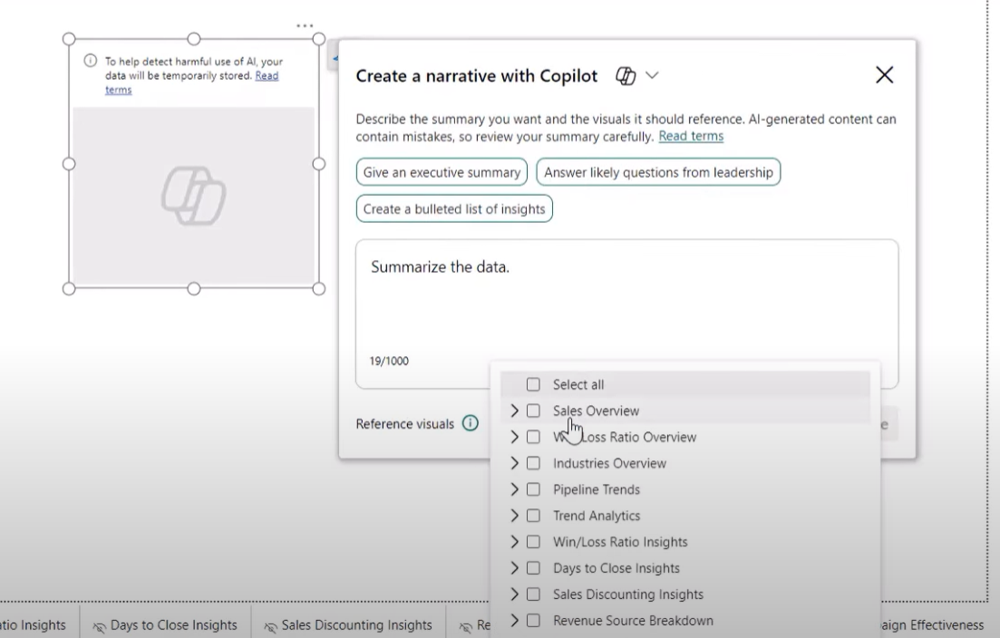 To help detect harmful use of AI, your
data will be temporarily stored. Read
terms
Create a narrative with Copilot
Describe the summary you want and the visuals it should reference. AI-generated content can
contain mistakes, so review your summary carefully. Read terms
Give an executive summary
Answer likely questions from leadership
Create a bulleted list of insights
Summarize the data.
19/1000
Reference visuals
Select all
Sales Overview
Loss Ratio Overview
Industries Overview
Pipeline Trends
Trend Analytics
Win/Loss Ratio Insights
Days to Close Insights
Sales Discounting Insights
Revenue Source Breakdown
tio Insights
Days to Close Insights
Sales Discounting Insights
Re
aign Effectiveness